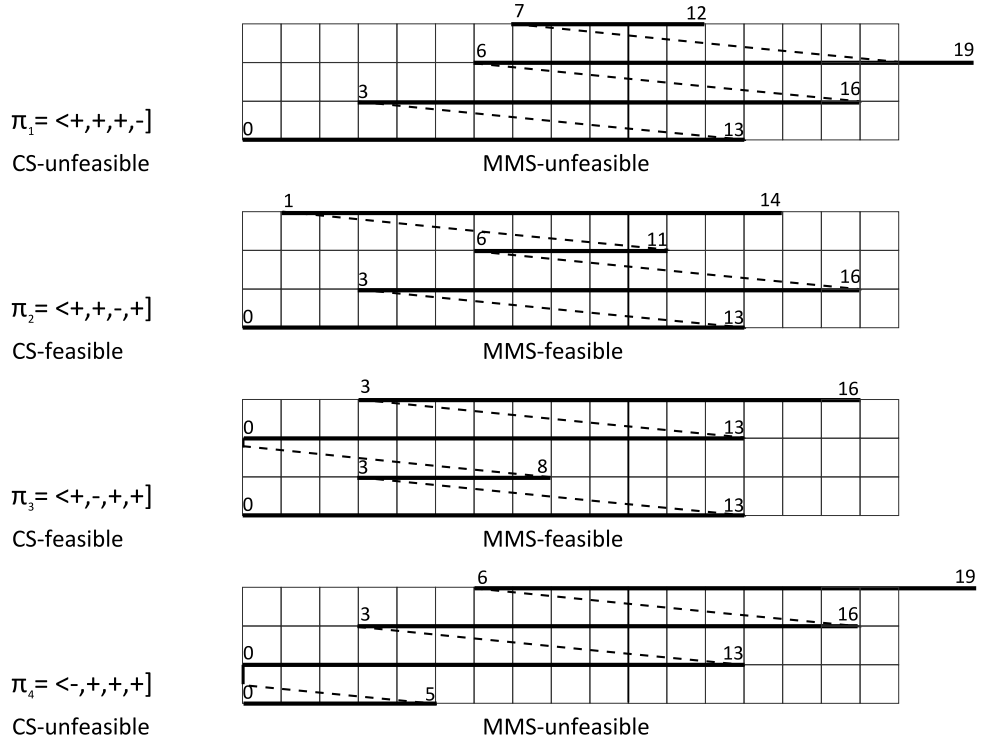 7 12
6 19
3 16
π₁= <+,+,+,-]
0 13
CS-unfeasible MMS-unfeasible
1 14
6 11
3 16
π₂= <+,+,-,+]
0 13
CS-feasible MMS-feasible
3 16
0 13
3 8
π₃= <+,-,+,+]
0 13
CS-feasible MMS-feasible
6 19
3 16
0 13
π₄= <-,+,+,+]
0 5
CS-unfeasible MMS-unfeasible